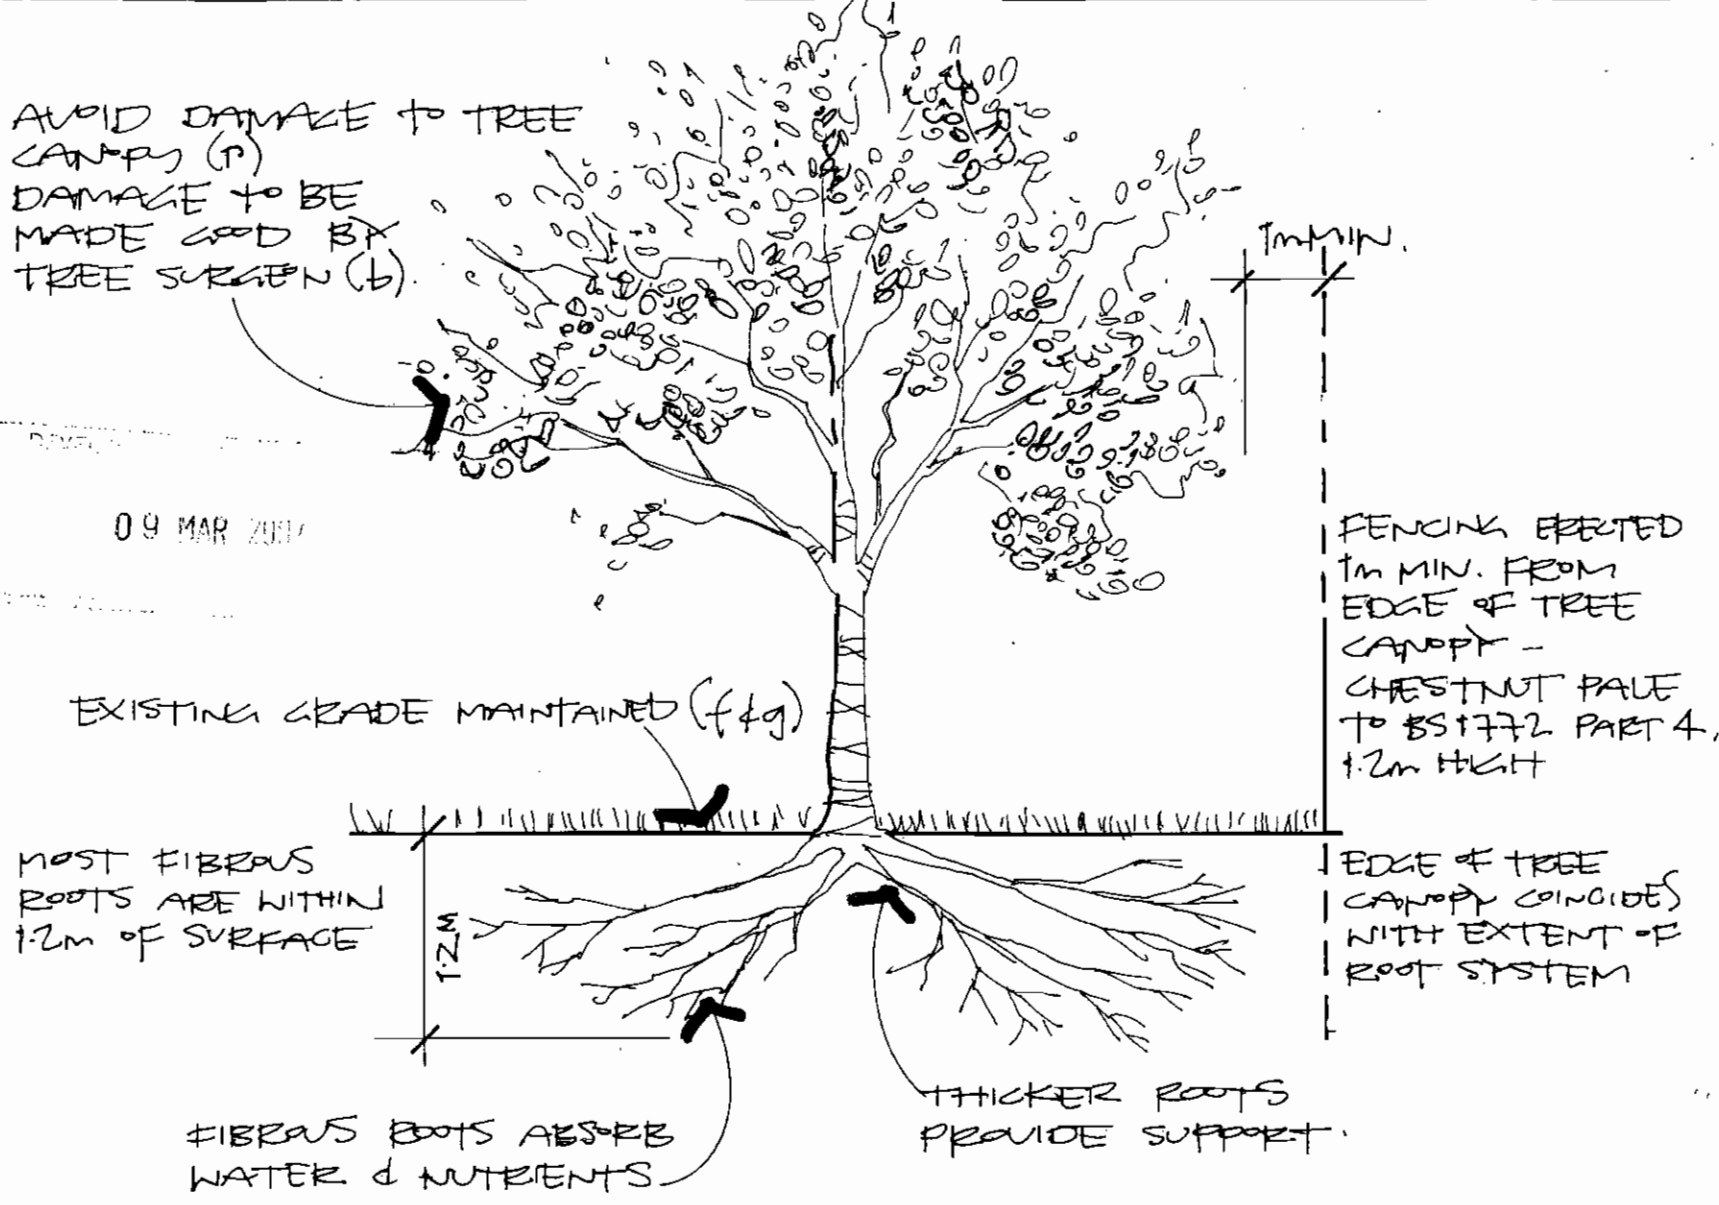 AVOID DAMAGE to TREE
CANOPY (p)
DAMAGE to BE
MADE GOOD BY
TREE SURGEN (b).
1m MIN.
09 MAR
FENCING ERECTED
1m MIN. FROM
EDGE OF TREE
CANOPY -
CHESTNUT PALE
to BS1772 PART 4,
1.2m HIGH
EXISTING GRADE MAINTAINED (f & g)
MOST FIBROUS
ROOTS ARE WITHIN
1.2m OF SURFACE
1.2M
EDGE OF TREE
CANOPY COINCIDES
WITH EXTENT OF
ROOT SYSTEM
THICKER ROOTS
PROVIDE SUPPORT.
FIBROUS ROOTS ABSORB
WATER & NUTRIENTS